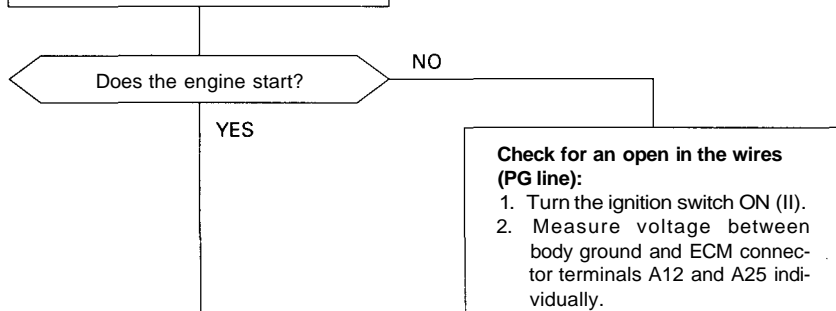 Does the engine start?
NO
YES
Check for an open in the wires
(PG line):
1. Turn the ignition switch ON (II).
2. Measure voltage between
body ground and ECM connec-
tor terminals A12 and A25 indi-
vidually.